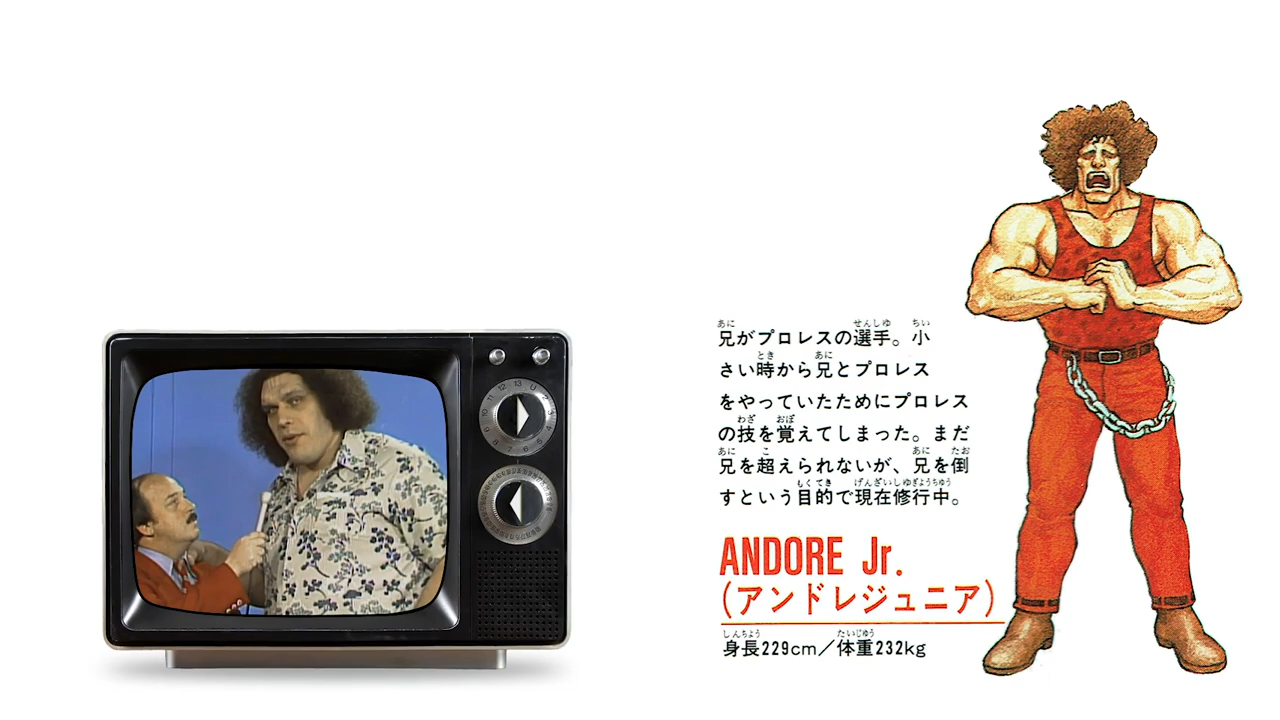 兄がプロレスの選手。小
さい時から兄とプロレス
をやっていたためにプロレス
の技を覚えてしまった。まだ
兄を超えられないが、兄を倒
すという目的で現在修行中。
ANDORE Jr.
(アンドレジュニア)
身長229cm／体重232kg